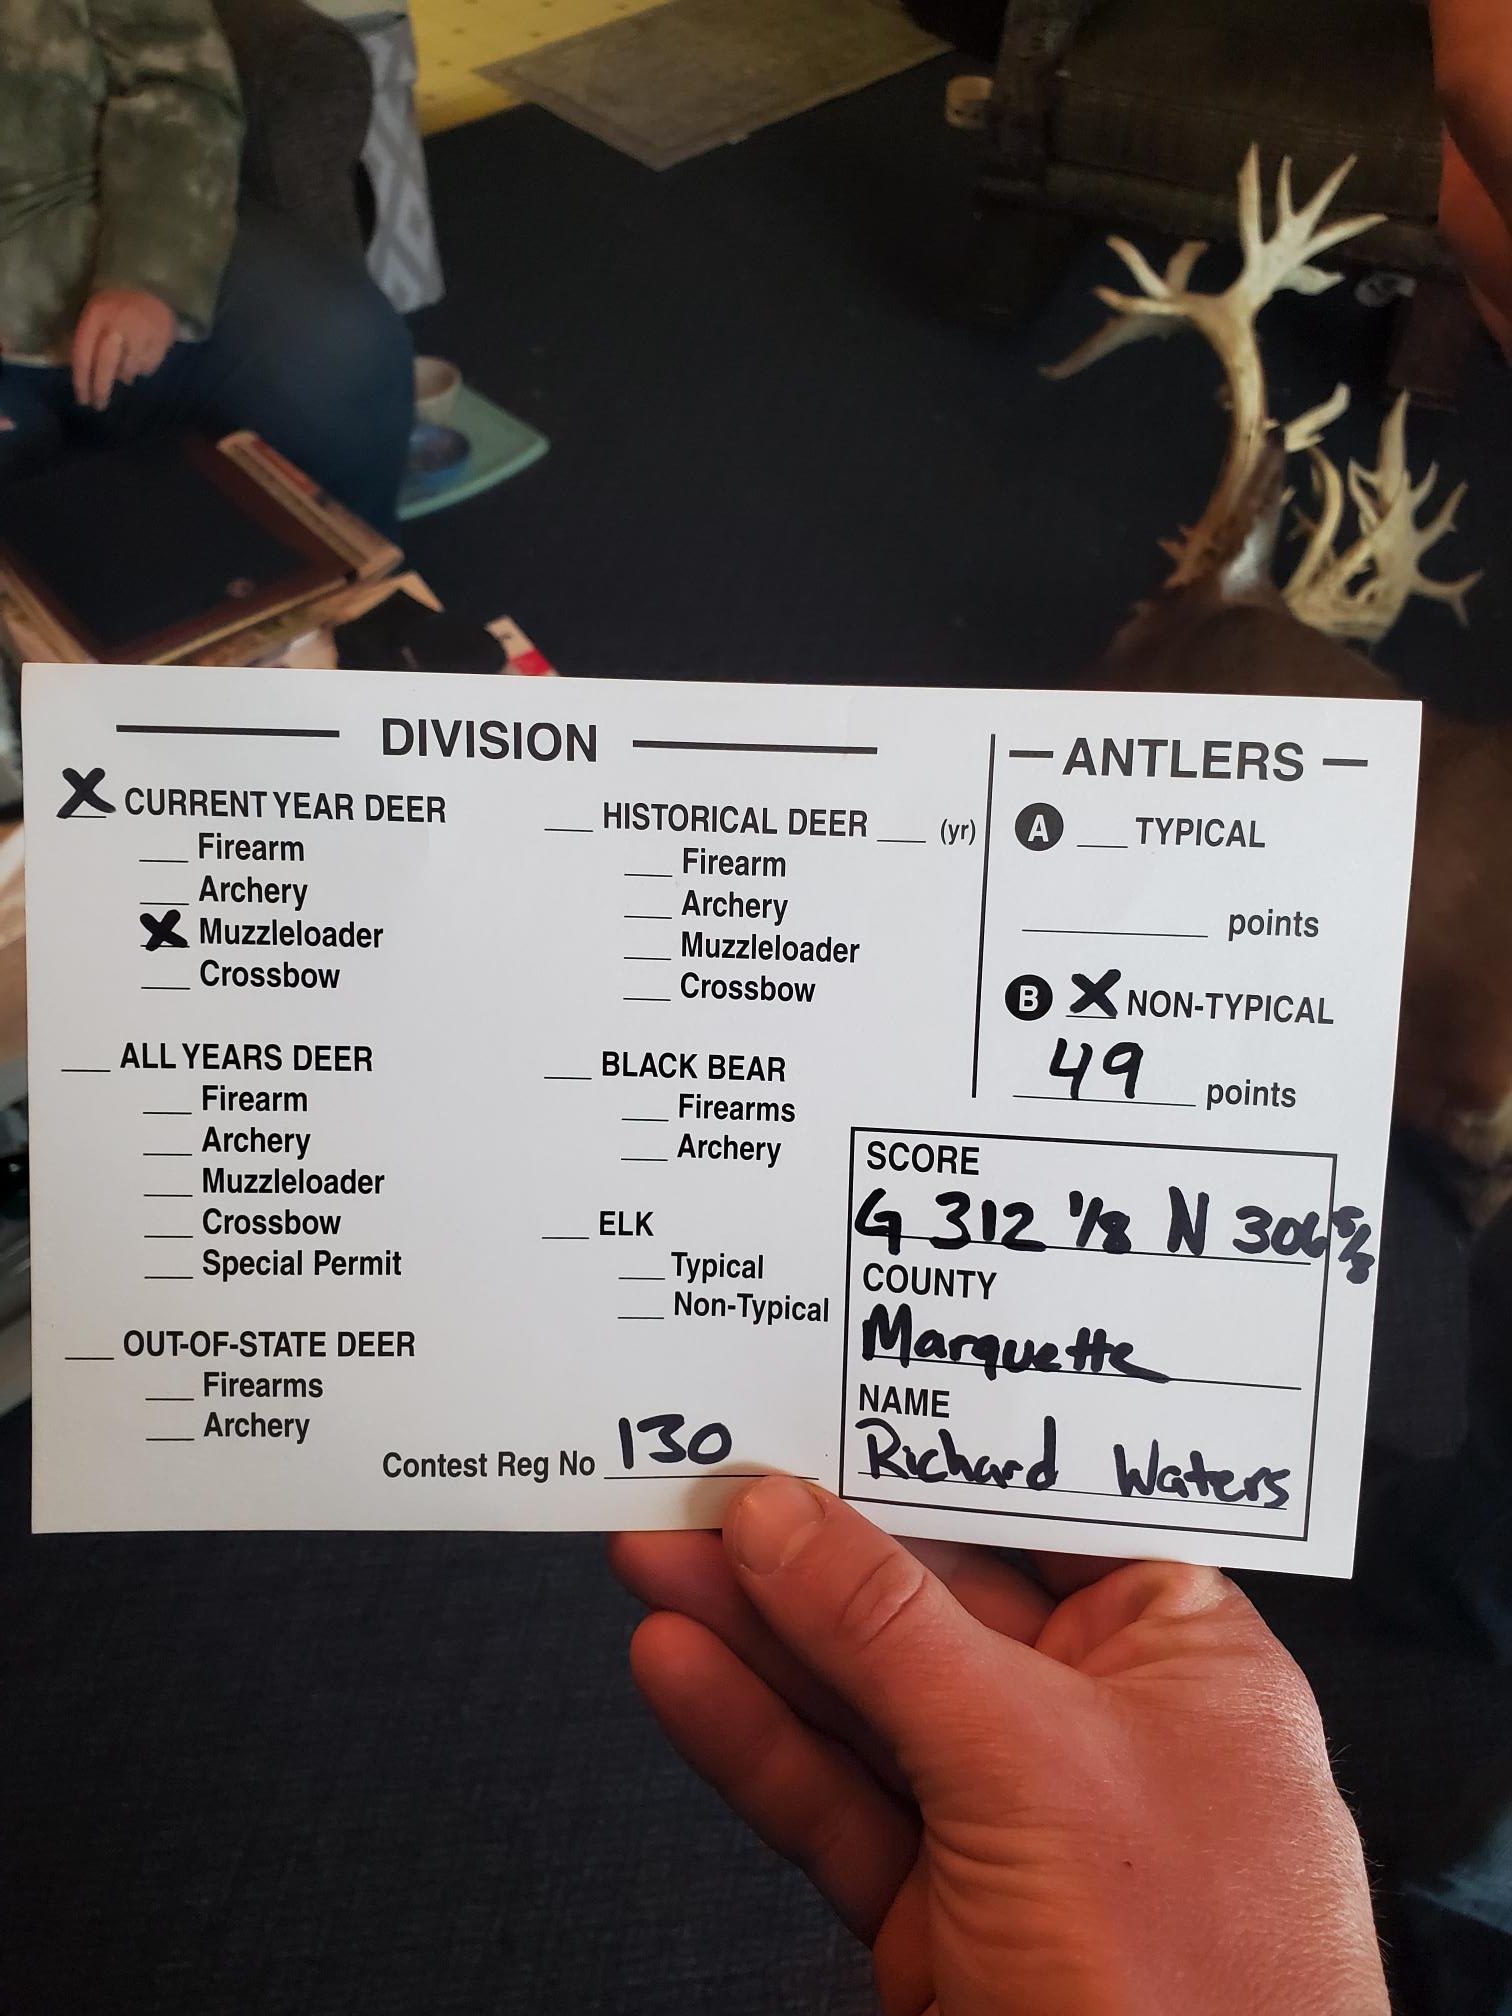 DIVISION
X CURRENT YEAR DEER
Firearm
Archery
X Muzzleloader
Crossbow
ALL YEARS DEER
Firearm
Archery
Muzzleloader
Crossbow
Special Permit
OUT-OF-STATE DEER
Firearms
Archery
HISTORICAL DEER ___ (yr)
Firearm
Archery
Muzzleloader
Crossbow
BLACK BEAR
Firearms
Archery
ELK
Typical
Non-Typical
Contest Reg No 130
ANTLERS
A ___ TYPICAL
points
B X NON-TYPICAL
49 points
SCORE
G 312 1/8 N 306 5/8
COUNTY
Marquette
NAME
Richard Waters